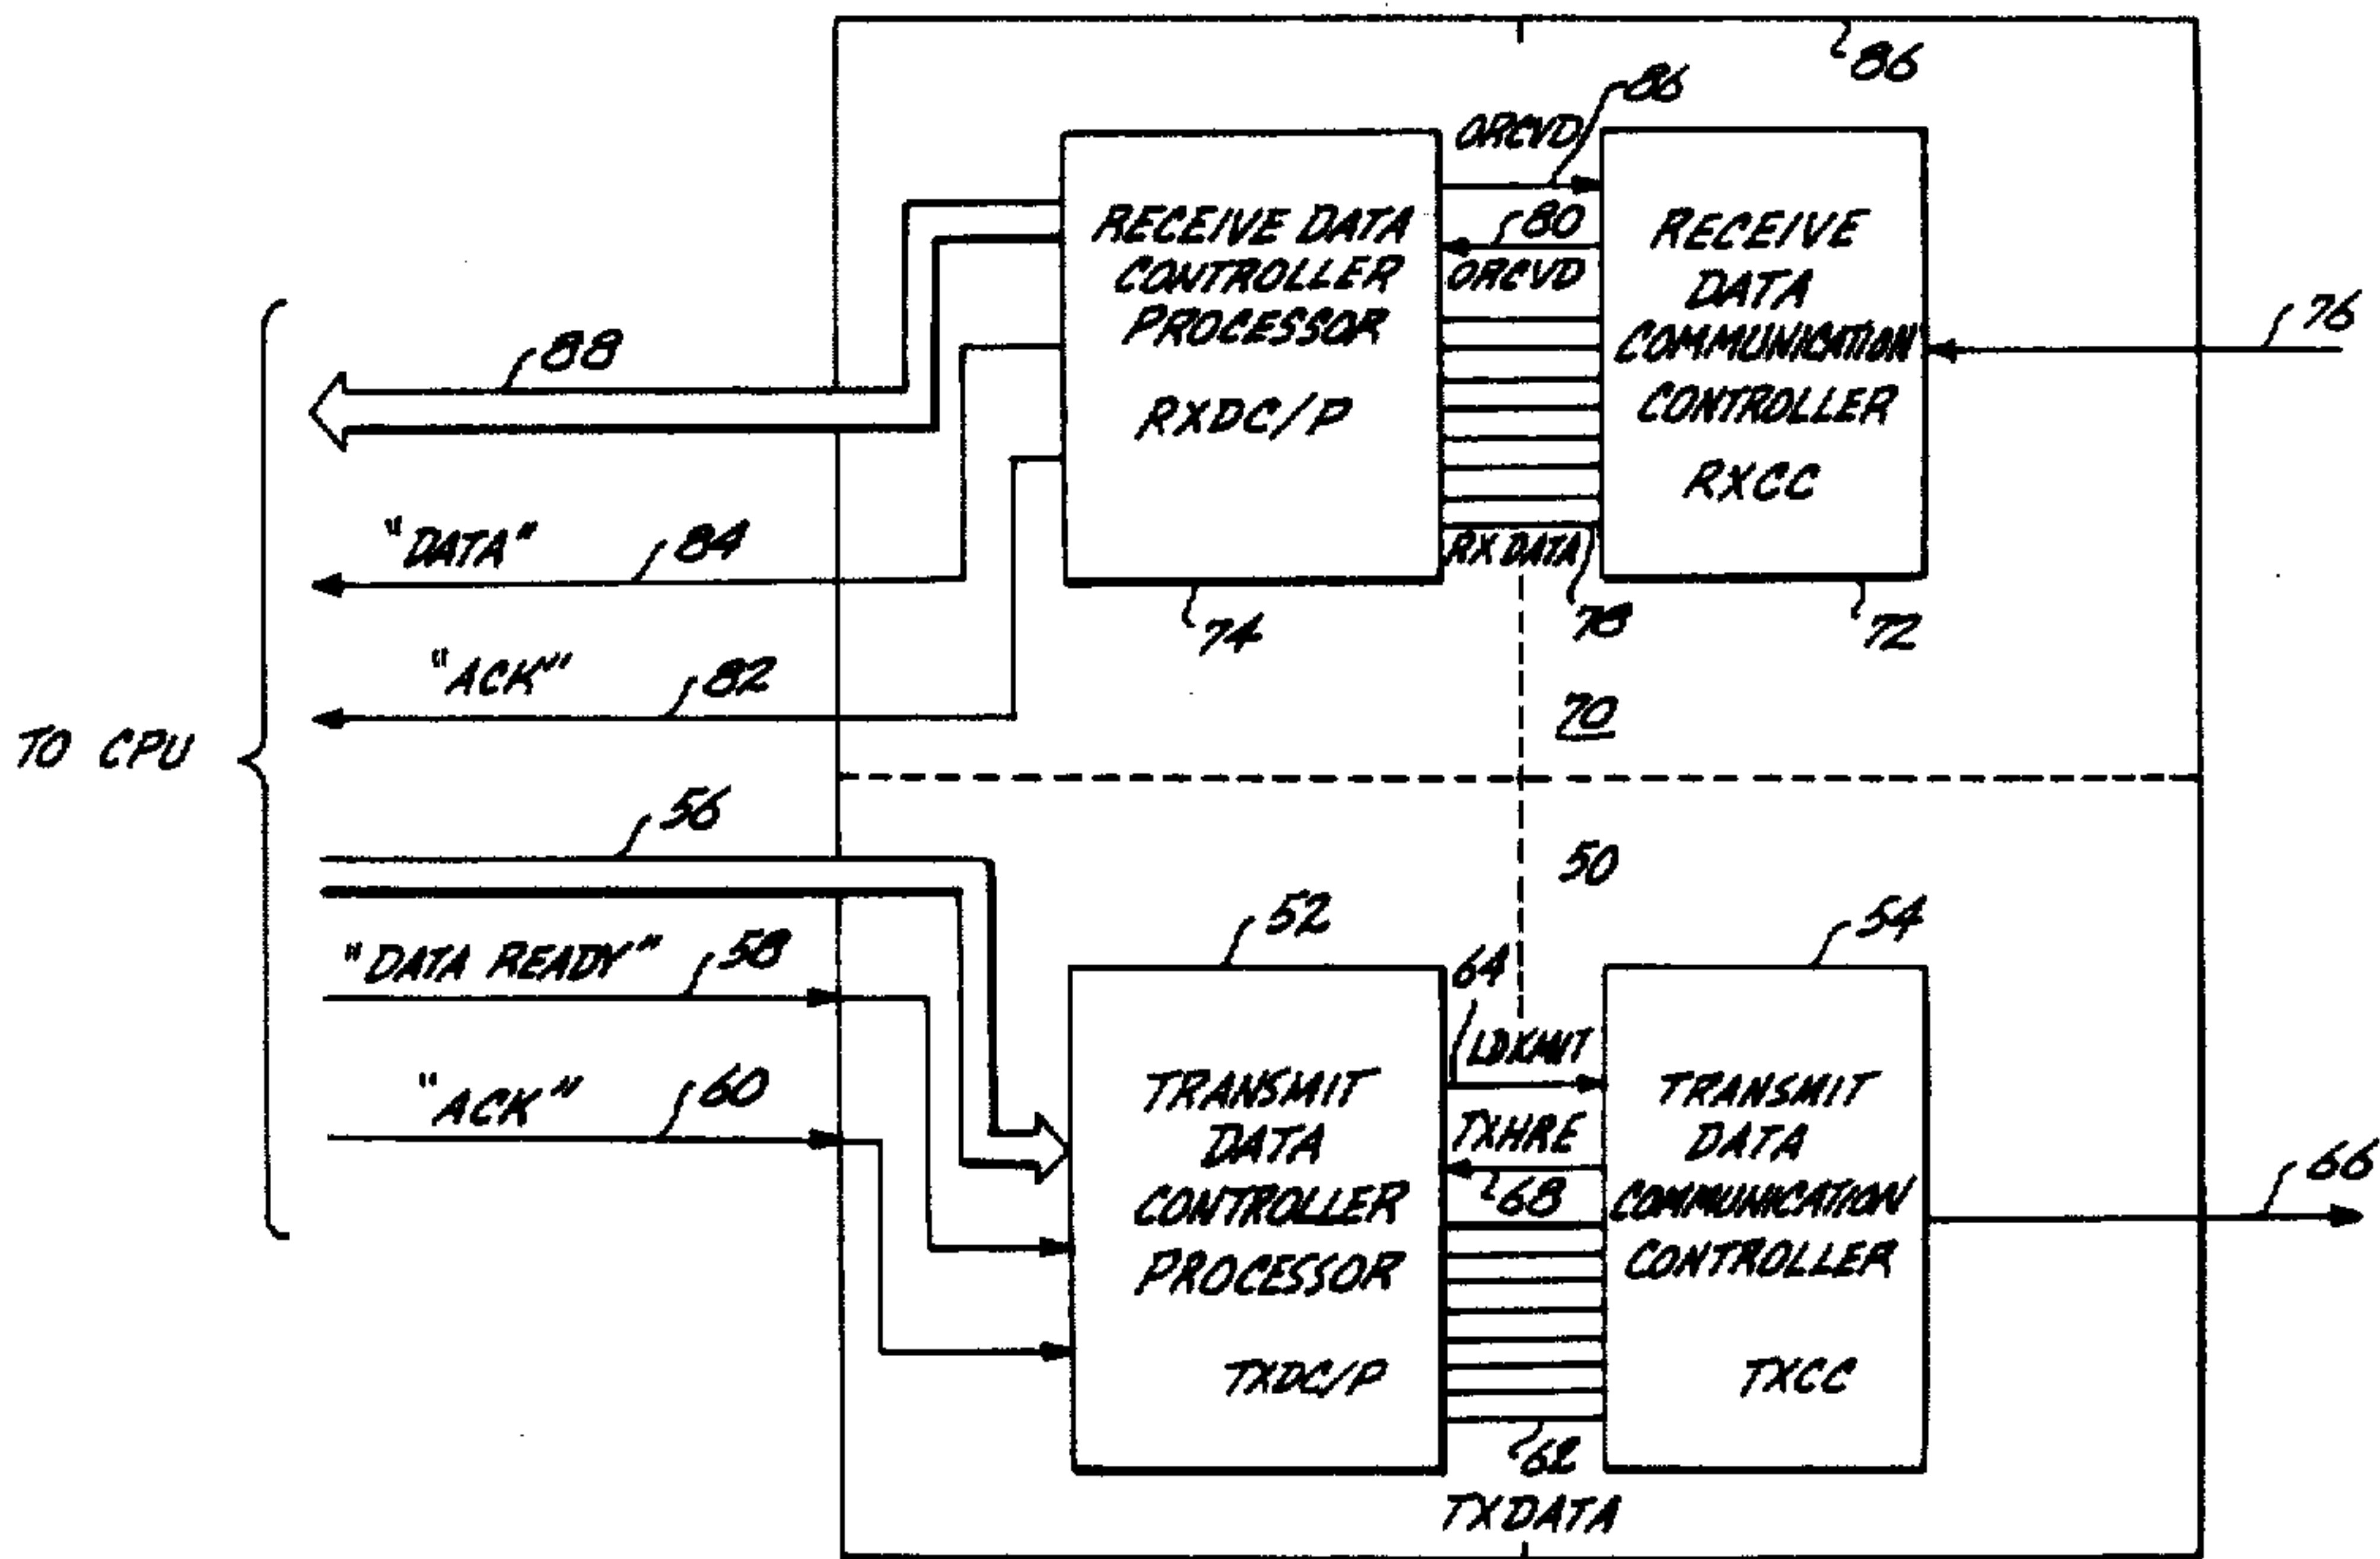 86
86
ORCVD
80
ORCVD
RECEIVE DATA
CONTROLLER
PROCESSOR
RXDC/P
RECEIVE
DATA
COMMUNICATION
CONTROLLER
RXCC
76
88
"DATA"
84
RX DATA
78
74
72
"ACK"
82
70
TO CPU
56
50
52
54
"DATA READY"
58
64
LDXMT
"ACK"
60
TRANSMIT
DATA
CONTROLLER
PROCESSOR
TXDC/P
TXHRE
68
TRANSMIT
DATA
COMMUNICATION
CONTROLLER
TXCC
66
62
TXDATA